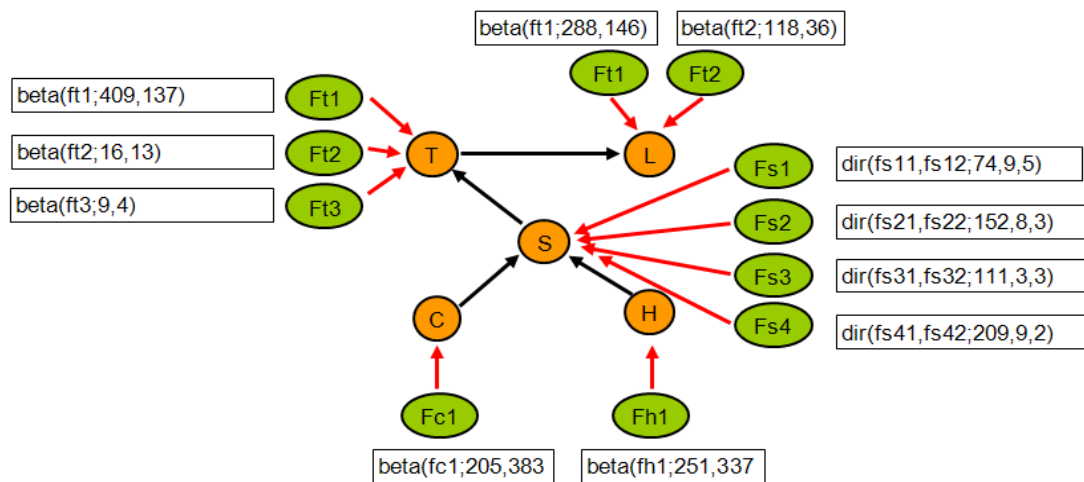 beta(ft1;288,146)
beta(ft2;118,36)
Ft1
Ft2
beta(ft1;409,137)
Ft1
beta(ft2;16,13)
Ft2
T
L
Fs1
dir(fs11,fs12;74,9,5)
beta(ft3;9,4)
Ft3
Fs2
dir(fs21,fs22;152,8,3)
S
Fs3
dir(fs31,fs32;111,3,3)
C
H
Fs4
dir(fs41,fs42;209,9,2)
Fc1
Fh1
beta(fc1;205,383
beta(fh1;251,337